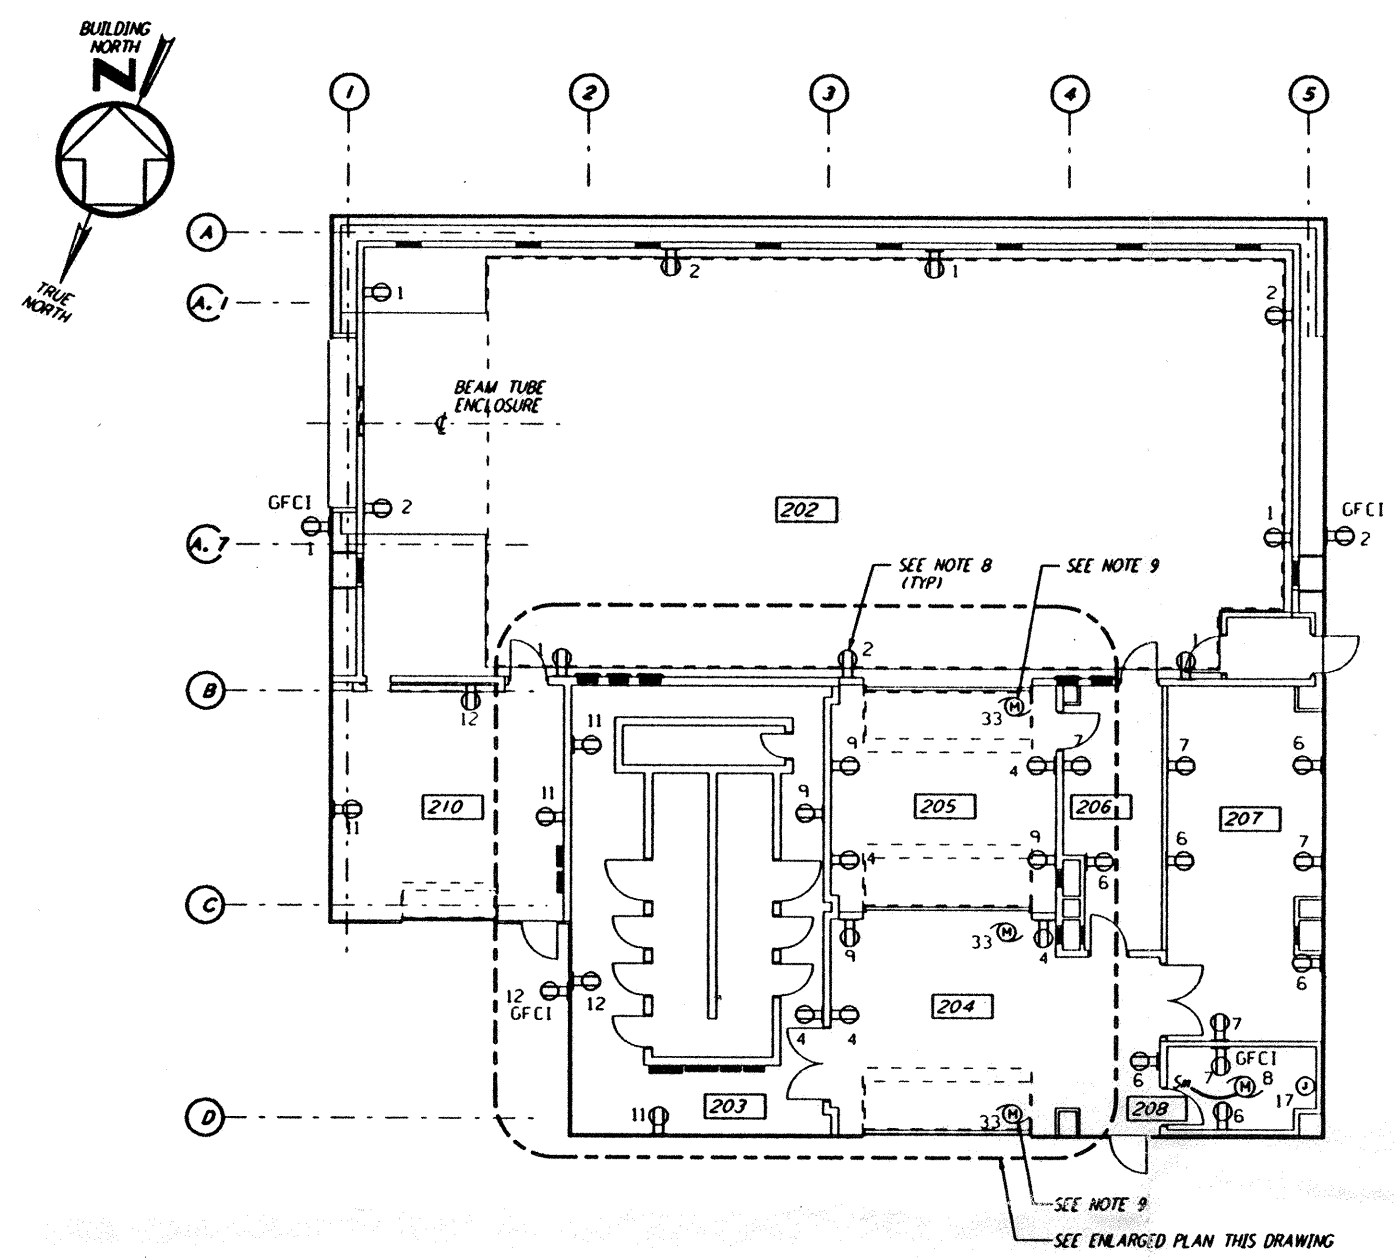 BUILDING
NORTH
N
TRUE
NORTH
1 2 3 4 5
A
A.1
2 1
1 2
BEAM TUBE
ENCLOSURE
GFCI 2
1
202
1 GFCI
2
A.7
SEE NOTE 8
(TYP)
SEE NOTE 9
1 2 1
B
12 11 33
9 4 7 7 6
11 11 9
210 205 206 207
4 9 6 6 7
C
9 33 4 6
12
GFCI
12
204
4 4 7
GFCI
7 8
6 Sm 17 J
203 208
D
11 33 6
M M M M
SEE NOTE 9
SEE ENLARGED PLAN THIS DRAWING